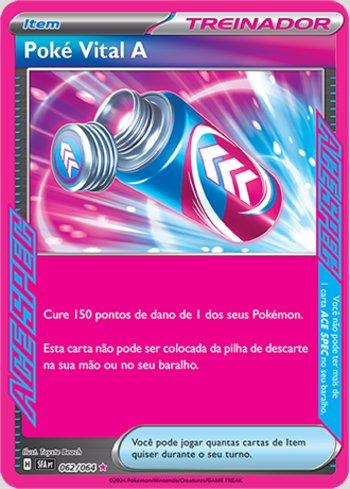 Item
TREINADOR
Poké Vital A
ACE SPEC
ACE SPEC
Você não pode ter mais de
1 carta ACE SPEC no seu baralho.
Cure 150 pontos de dano de 1 dos seus Pokémon.
Esta carta não pode ser colocada da pilha de descarte
na sua mão ou no seu baralho.
Ilust. Toyste Beach
H SFA PT 062/064
Você pode jogar quantas cartas de Item
quiser durante o seu turno.
©2024 Pokémon/Nintendo/Creatures/GAME FREAK